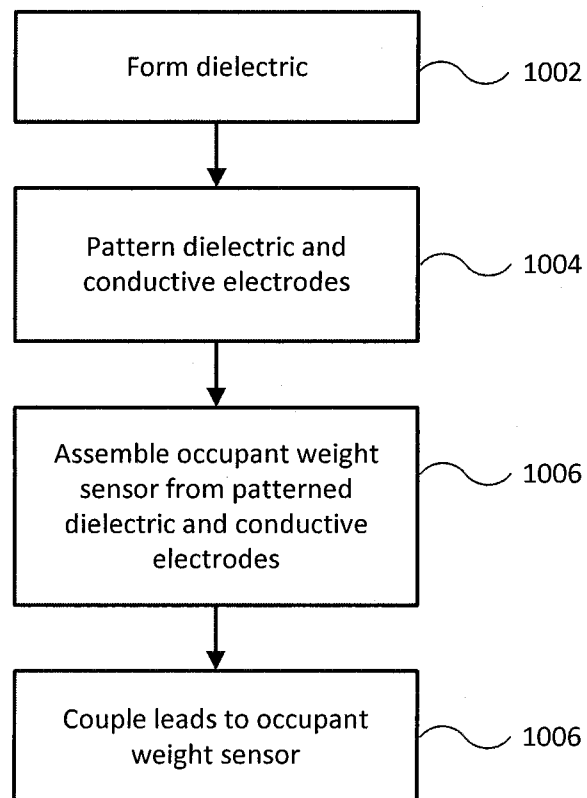 Form dielectric
1002
Pattern dielectric and
conductive electrodes
1004
Assemble occupant weight
sensor from patterned
dielectric and conductive
electrodes
1006
Couple leads to occupant
weight sensor
1006